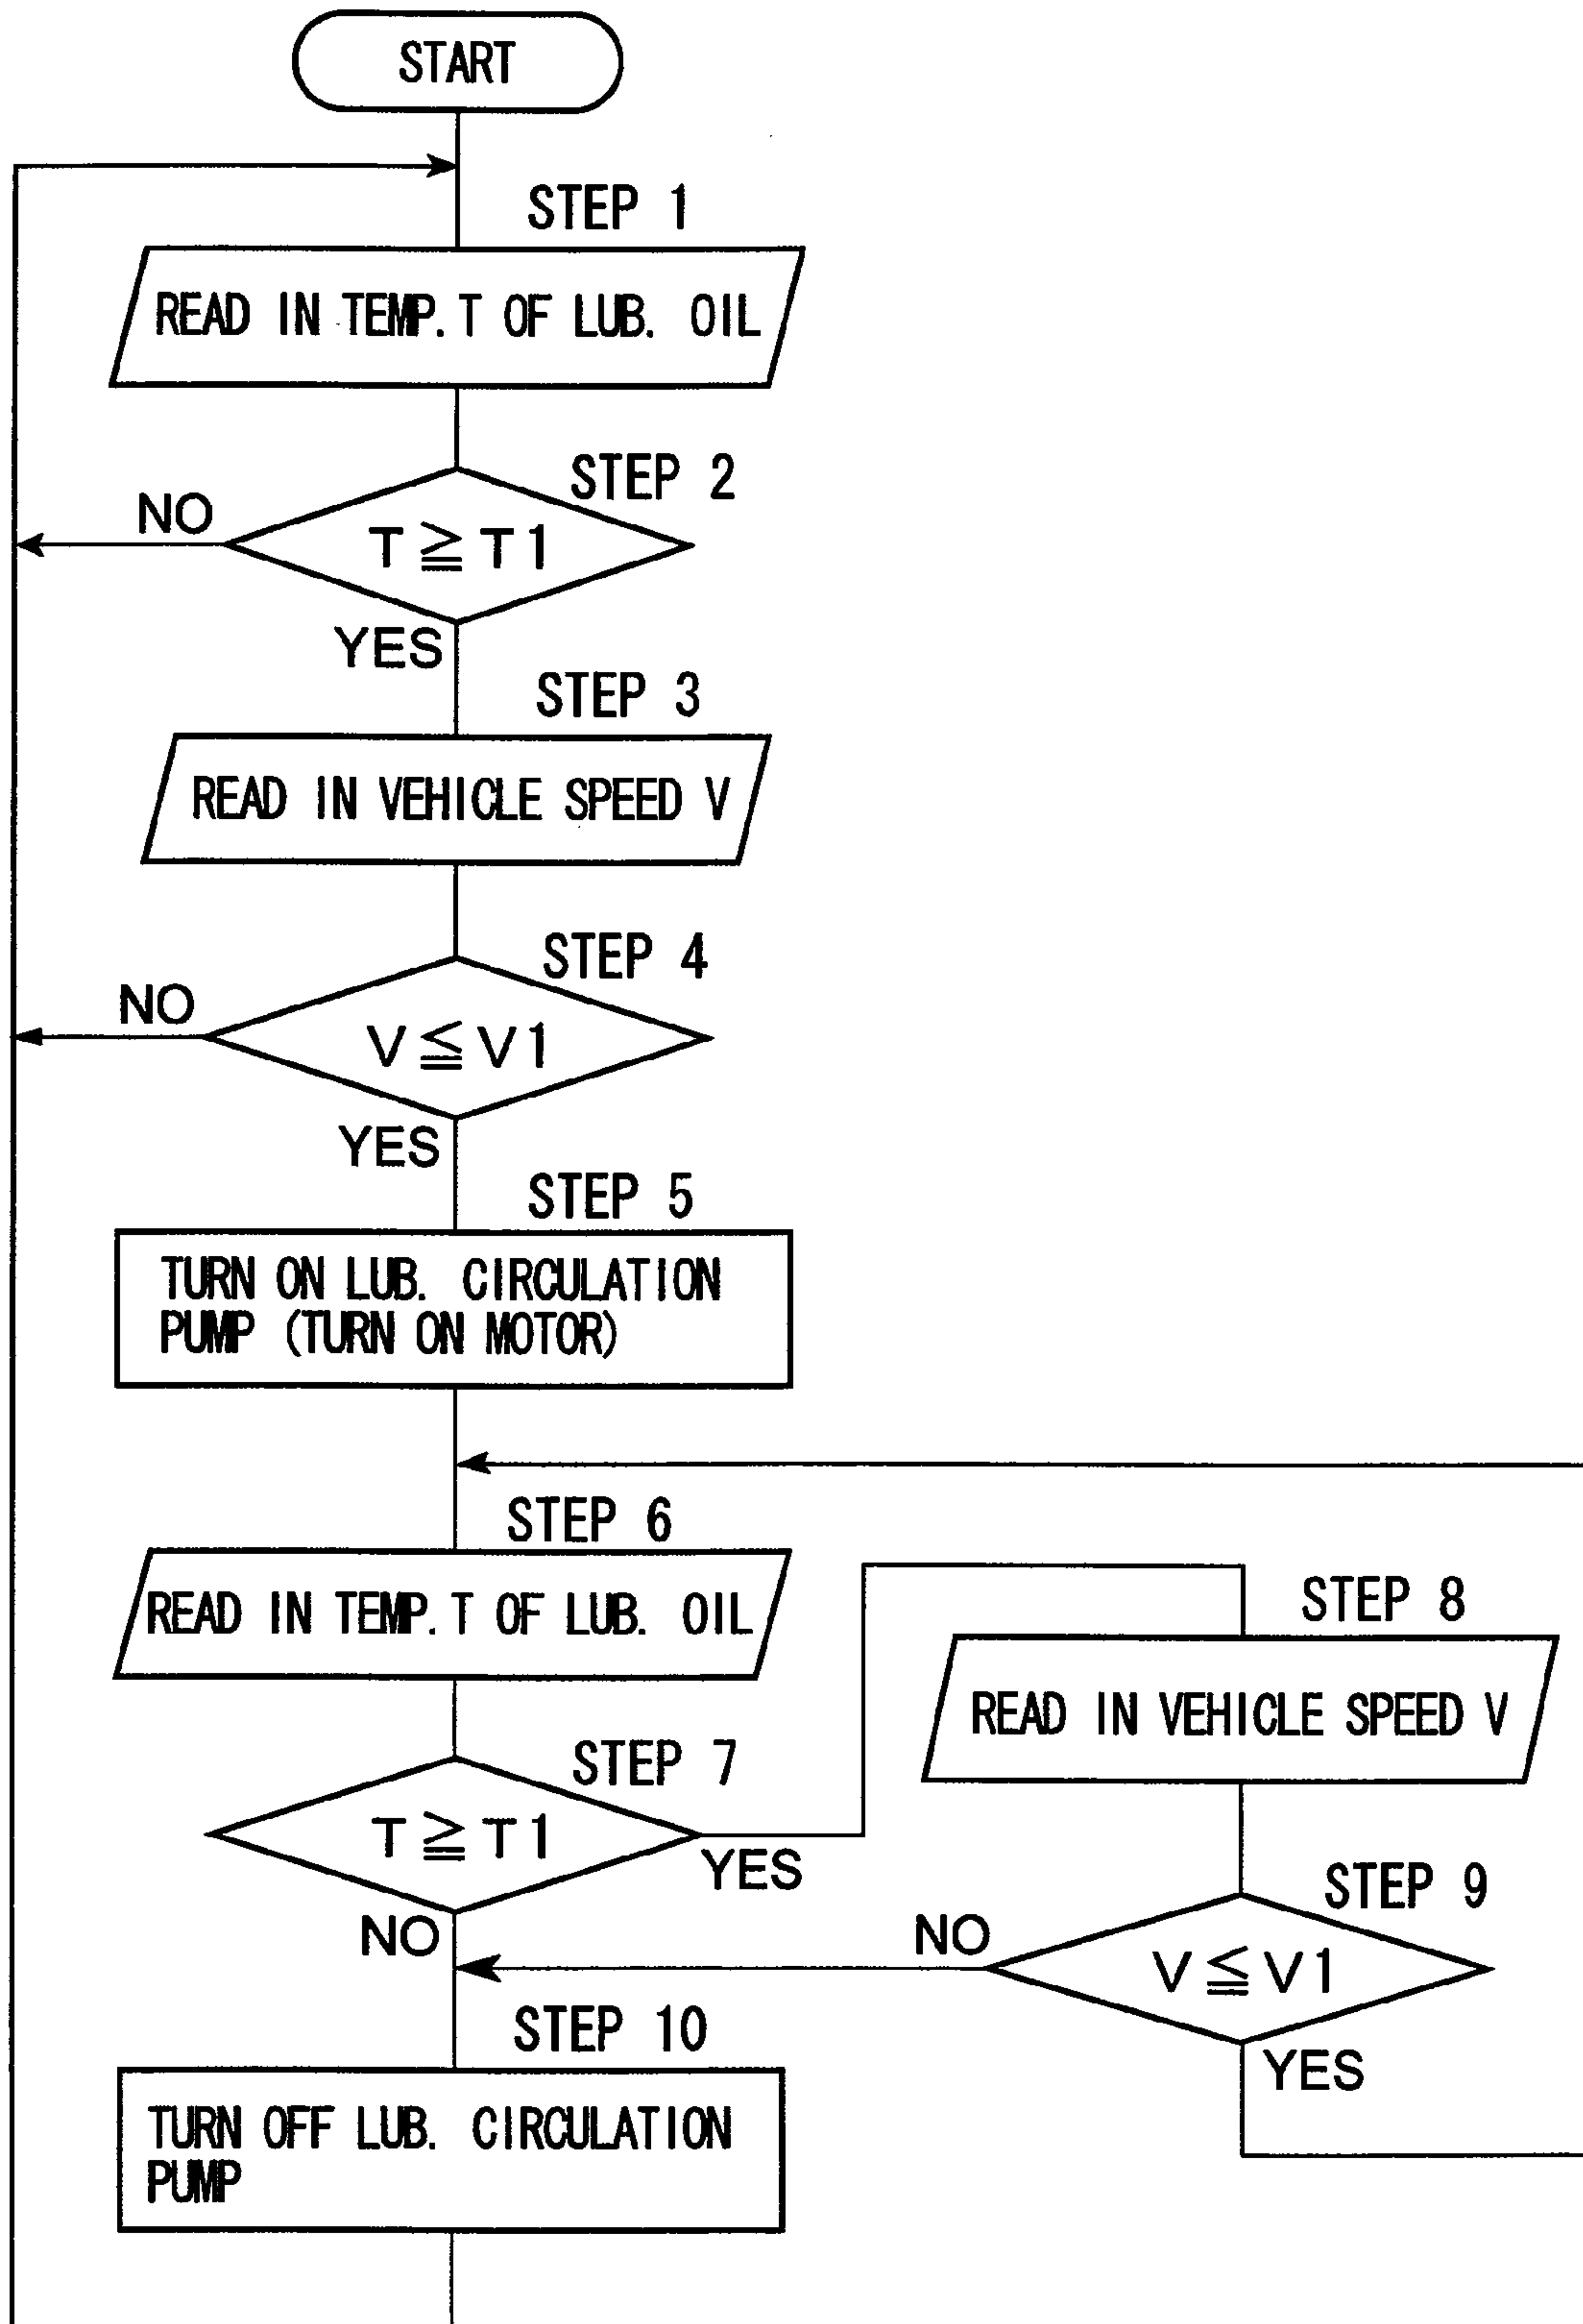 START
STEP 1
READ IN TEMP. T OF LUB. OIL
STEP 2
NO
T ≧ T1
YES
STEP 3
READ IN VEHICLE SPEED V
STEP 4
NO
V ≦ V1
YES
STEP 5
TURN ON LUB. CIRCULATION
PUMP (TURN ON MOTOR)
STEP 6
READ IN TEMP. T OF LUB. OIL
STEP 7
T ≧ T1
YES
NO
STEP 8
READ IN VEHICLE SPEED V
STEP 9
NO
V ≦ V1
YES
STEP 10
TURN OFF LUB. CIRCULATION
PUMP